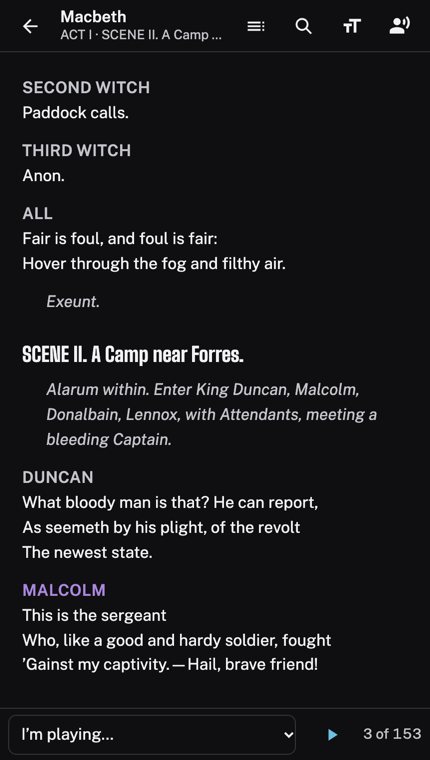 Macbeth
ACT I · SCENE II. A Camp ...
SECOND WITCH
Paddock calls.
THIRD WITCH
Anon.
ALL
Fair is foul, and foul is fair:
Hover through the fog and filthy air.
Exeunt.
SCENE II. A Camp near Forres.
Alarum within. Enter King Duncan, Malcolm,
Donalbain, Lennox, with Attendants, meeting a
bleeding Captain.
DUNCAN
What bloody man is that? He can report,
As seemeth by his plight, of the revolt
The newest state.
MALCOLM
This is the sergeant
Who, like a good and hardy soldier, fought
’Gainst my captivity.—Hail, brave friend!
I’m playing...
3 of 153